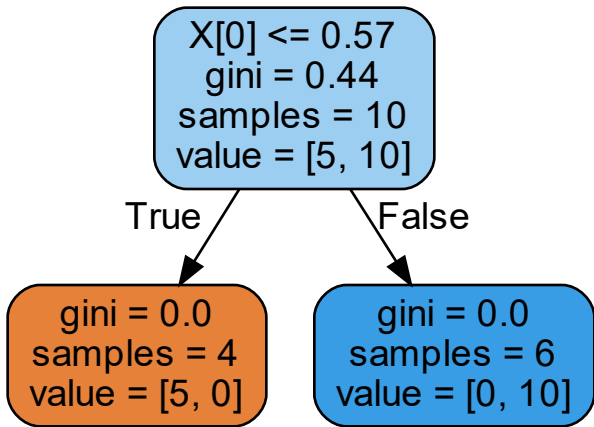 X[0] <= 0.57
gini = 0.44
samples = 10
value = [5, 10]
True
False
gini = 0.0
samples = 4
value = [5, 0]
gini = 0.0
samples = 6
value = [0, 10]